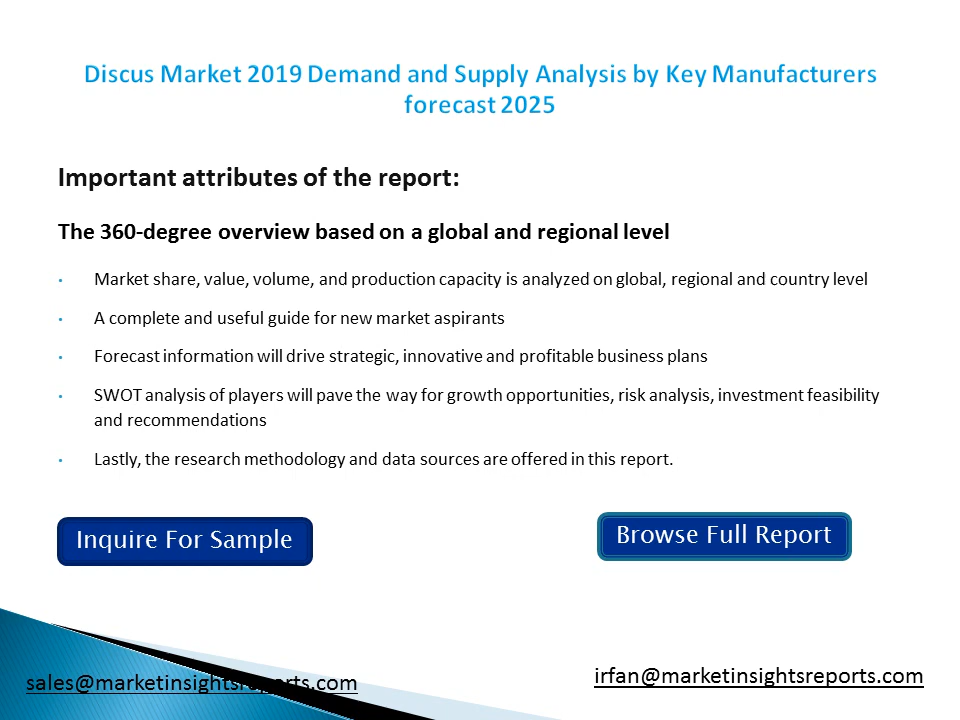 Discus Market 2019 Demand and Supply Analysis by Key Manufacturers
forecast 2025
Important attributes of the report:
The 360-degree overview based on a global and regional level
• Market share, value, volume, and production capacity is analyzed on global, regional and country level
• A complete and useful guide for new market aspirants
• Forecast information will drive strategic, innovative and profitable business plans
• SWOT analysis of players will pave the way for growth opportunities, risk analysis, investment feasibility
and recommendations
• Lastly, the research methodology and data sources are offered in this report.
Inquire For Sample
Browse Full Report
sales@marketinsightsreports.com
irfan@marketinsightsreports.com